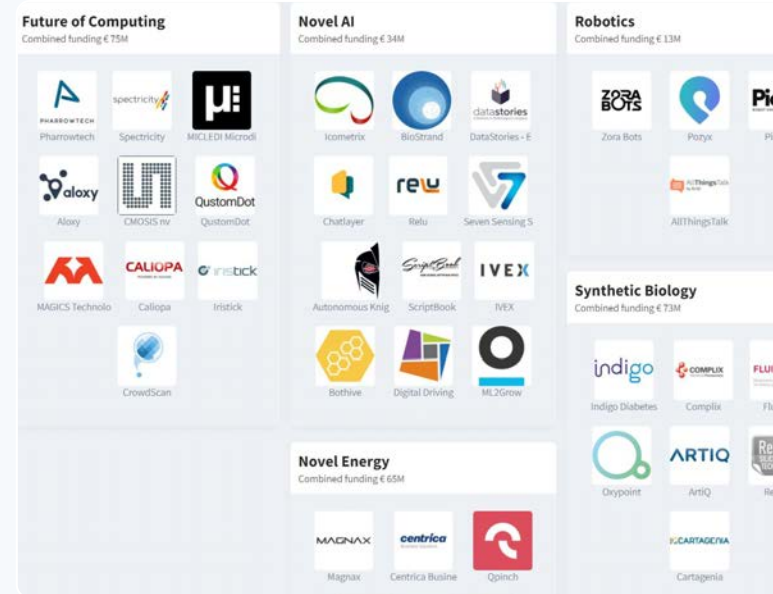 Future of Computing
Combined funding € 75M
PHARROWTECH
spectricity
Pharrowtech
Spectricity
MICLEDI Microdi
aloxy
QustomDot
Aloxy
CMOSIS nv
QustomDot
CALIOPA
iristick
MAGICS Technolo
Caliopa
Iristick
CrowdScan
Novel AI
Combined funding € 34M
datastories
Icometrix
BioStrand
DataStories - E
relu
Chatlayer
Relu
Seven Sensing S
ScriptBook
IVEX
Autonomous Knig
ScriptBook
IVEX
Bothive
Digital Driving
ML2Grow
Novel Energy
Combined funding € 65M
MAGNAX
centrica
Magnax
Centrica Busine
Qpinch
Robotics
Combined funding € 13M
ZORA
BOTS
Zora Bots
Pozyx
AllThingsTalk
AllThingsTalk
Synthetic Biology
Combined funding € 73M
indigo
COMPLIX
Indigo Diabetes
Complix
ARTIQ
Oxypoint
ArtiQ
CARTAGENIA
Cartagenia